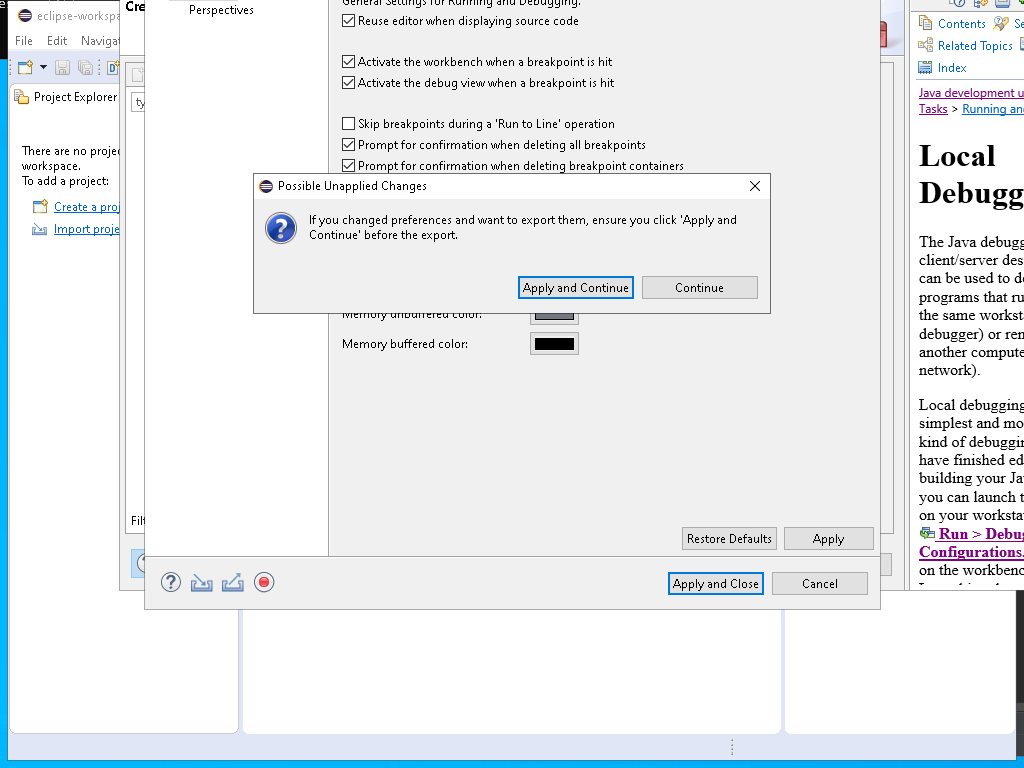 eclipse-workspa
Cre
Perspectives
General Settings for Running and Debugging.
Reuse editor when displaying source code
Contents
Se
File Edit Navigat
Related Topics
Activate the workbench when a breakpoint is hit
Index
Activate the debug view when a breakpoint is hit
Project Explorer
ty
Java development u
Tasks > Running and
Skip breakpoints during a 'Run to Line' operation
Prompt for confirmation when deleting all breakpoints
Prompt for confirmation when deleting breakpoint containers
There are no projec
workspace.
To add a project:
Create a proj
Import proje
Possible Unapplied Changes
If you changed preferences and want to export them, ensure you click 'Apply and
Continue' before the export.
Apply and Continue
Continue
Memory unbuffered color:
Memory buffered color:
Local
Debugg
The Java debugg
client/server des
can be used to de
programs that ru
the same worksta
debugger) or rem
another compute
network).
Local debugging
simplest and mo
kind of debuggin
have finished ed
building your Jav
you can launch t
on your worksta
Run > Debug
Configurations.
on the workbenc
Filt
Restore Defaults
Apply
Apply and Close
Cancel